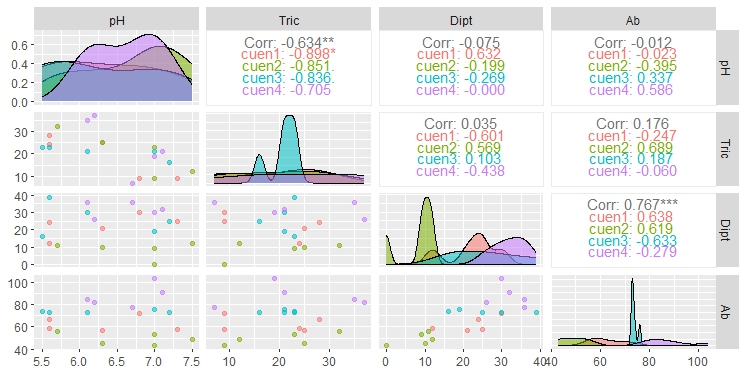 pH Tric Dipt Ab
0.6
0.4
0.2
0.0
Corr: -0.634**
cuen1: -0.898*
cuen2: -0.851.
cuen3: -0.836.
cuen4: -0.705
Corr: -0.075
cuen1: 0.632
cuen2: -0.199
cuen3: -0.269
cuen4: -0.000
Corr: -0.012
cuen1: -0.023
cuen2: -0.395
cuen3: 0.337
cuen4: 0.586
pH
30
20
10
Corr: 0.035
cuen1: -0.601
cuen2: 0.569
cuen3: 0.103
cuen4: -0.438
Corr: 0.176
cuen1: -0.247
cuen2: 0.689
cuen3: 0.187
cuen4: -0.060
Tric
40
30
20
10
0
Corr: 0.767***
cuen1: 0.638
cuen2: 0.619
cuen3: -0.633
cuen4: -0.279
Dipt
100
80
60
40
Ab
5.5 6.0 6.5 7.0 7.5
10 20 30
0 10 20 30 40
40 60 80 100